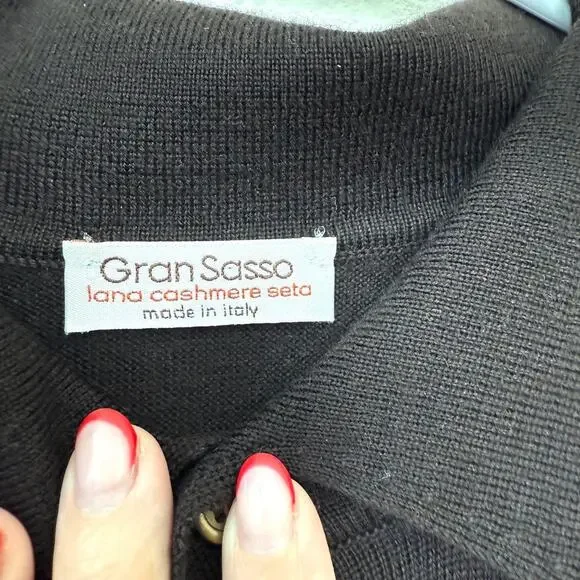 Gran Sasso
lana cashmere seta
made in italy